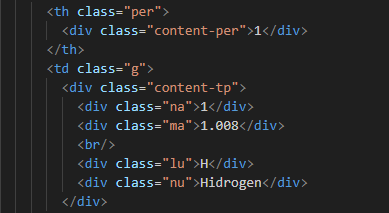 <th class="per">
<div class="content-per">1</div>
</th>
<td class="g">
<div class="content-tp">
<div class="na">1</div>
<div class="ma">1.008</div>
<br/>
<div class="lu">H</div>
<div class="nu">Hidrogen</div>
</div>